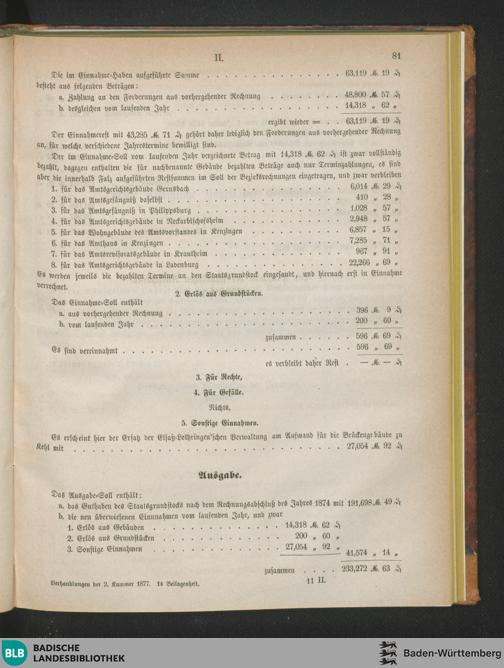 II. 81
Die im Einnahme-Haben aufgeführte Summe . . . . . . . . . . . . . 63,119 ℳ 19 ₰
besteht aus folgenden Beträgen:
a. Zahlung an den Forderungen aus vorhergehender Rechnung . . . . . . . . 48,800 ℳ 57 ₰
b. desgleichen vom laufenden Jahr . . . . . . . . . . . . . . . . 14,318 „ 62 „
ergibt wieder = . . 63,119 ℳ 19 ₰
Der Einnahmerest mit 43,285 ℳ 71 ₰ gehört daher lediglich den Forderungen aus vorhergehender Rechnung
an, für welche verschiedene Jahrestermine bewilligt sind.
Der im Einnahme-Soll vom laufenden Jahr verzeichnete Betrag mit 14,318 ℳ 62 ₰ ist zwar vollständig
bezahlt, dagegen enthalten die für nachbenannte Gebäude bezahlten Beträge auch nur Terminzahlungen, es sind
aber die innerhalb Falz aufgeführten Restsummen im Soll der Bezirksrechnungen eingetragen, und zwar verbleiben
1. für das Amtsgerichtsgebäude Gernsbach . . . . . . . . . . . . . 6,014 ℳ 29 ₰
2. für das Amtsgefängniß daselbst . . . . . . . . . . . . . . . 410 „ 28 „
3. für das Amtsgefängniß in Philippsburg . . . . . . . . . . . . . 1,028 „ 57 „
4. für das Amtsgerichtsgebäude in Neckarbischofsheim . . . . . . . . . . 2,948 „ 57 „
5. für das Wohngebäude des Amtsvorstandes in Kenzingen . . . . . . . . . 6,857 „ 15 „
6. für das Amthaus in Kenzingen . . . . . . . . . . . . . . . . 7,285 „ 71 „
7. für das Amtsrevisoratsgebäude in Krautheim . . . . . . . . . . . . 967 „ 91 „
8. für das Amtsgerichtsgebäude in Ladenburg . . . . . . . . . . . . 22,266 „ 69 „
Es werden jeweils die bezahlten Termine an den Staatsgrundstock eingesandt, und hiernach erst in Einnahme
verrechnet.
2. Erlös aus Grundstücken.
Das Einnahme-Soll enthält
a. aus vorhergehender Rechnung . . . . . . . . . . . . . . . . 396 ℳ 9 ₰
b. vom laufenden Jahr . . . . . . . . . . . . . . . . . . . 200 „ 60 „
zusammen . . . . . . 596 ℳ 69 ₰
Es sind vereinnahmt . . . . . . . . . . . . . . . . . . . . 596 „ 69 „
es verbleibt daher Rest . — ℳ — ₰
3. Für Rechte,
4. Für Gefälle.
Nichts.
5. Sonstige Einnahmen.
Es erscheint hier der Ersatz der Elsaß-Lothringen'schen Verwaltung am Aufwand für die Brückengebäude zu
Kehl mit . . . . . . . . . . . . . . . . . . . . . . . 27,054 ℳ 92 ₰
Ausgabe.
Das Ausgabe-Soll enthält:
a. das Guthaben des Staatsgrundstocks nach dem Rechnungsabschluß des Jahres 1874 mit 191,698 ℳ 49 ₰
b. die neu überwiesenen Einnahmen vom laufenden Jahr, und zwar
1. Erlös aus Gebäuden . . . . . . . . . . . . 14,318 ℳ 62 ₰
2. Erlös aus Grundstücken . . . . . . . . . . . 200 „ 60 „
3. Sonstige Einnahmen . . . . . . . . . . . . 27,054 „ 92 „
41,574 „ 14 „
zusammen . . . . 233,272 ℳ 63 ₰
Verhandlungen der 2. Kammer 1877. 14 Beilagenheft. 11 II.
BLB BADISCHE LANDESBIBLIOTHEK
Baden-Württemberg